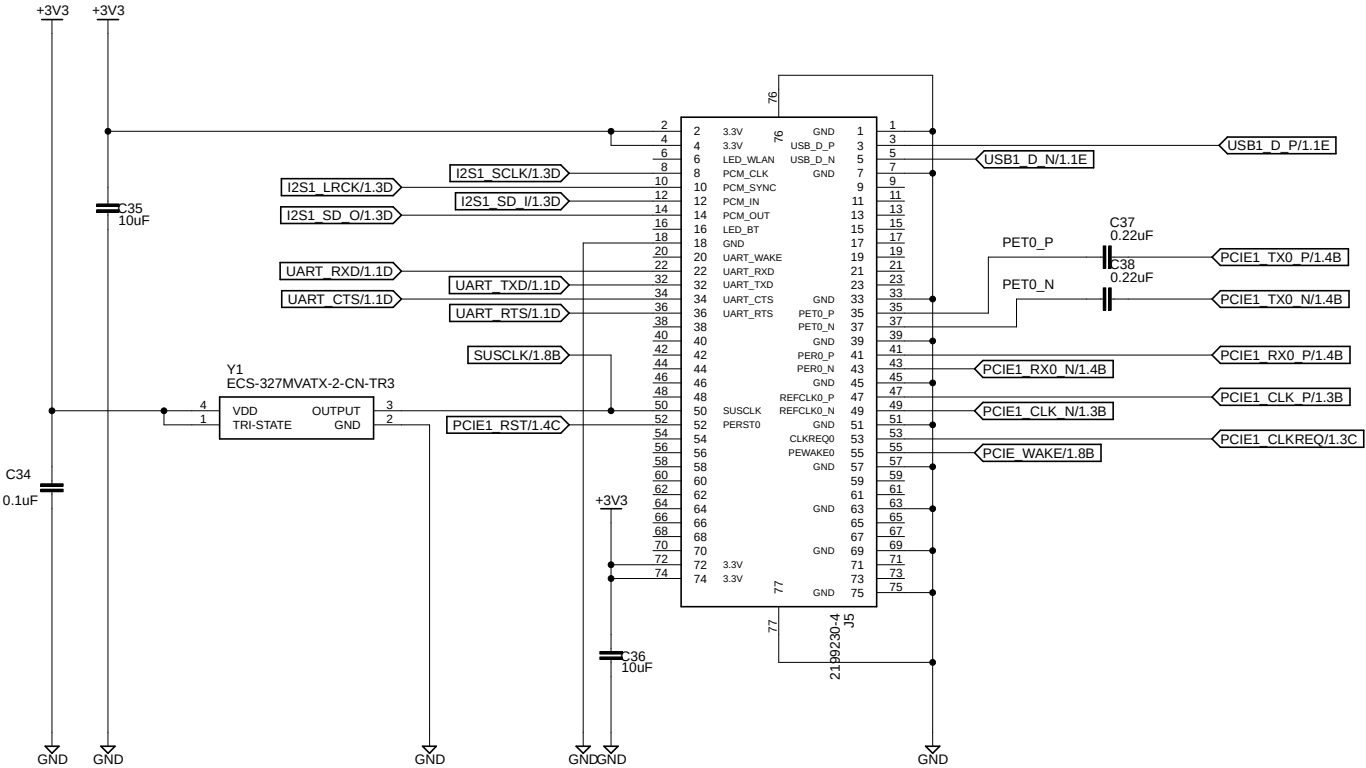 +3V3 +3V3
76
2 2 3.3V 76 GND 1 1
4 4 3.3V USB_D_P 3 3 USB1_D_P/1.1E
6 6 LED_WLAN USB_D_N 5 5 USB1_D_N/1.1E
I2S1_SCLK/1.3D 8 8 PCM_CLK GND 7 7
I2S1_LRCK/1.3D 10 10 PCM_SYNC 9 9
I2S1_SD_I/1.3D 12 12 PCM_IN 11 11
I2S1_SD_O/1.3D 14 14 PCM_OUT 13 13
C35
10uF
16 16 LED_BT 15 15
18 18 GND 17 17
20 20 UART_WAKE 19 19
UART_RXD/1.1D 22 22 UART_RXD 21 21
UART_TXD/1.1D 32 32 UART_TXD 23 23
UART_CTS/1.1D 34 34 UART_CTS GND 33 33
UART_RTS/1.1D 36 36 UART_RTS PET0_P 35 35
C37
0.22uF
PET0_P PCIE1_TX0_P/1.4B
C38
0.22uF
PET0_N PCIE1_TX0_N/1.4B
38 38 PET0_N 37 37
40 40 GND 39 39
SUSCLK/1.8B 42 42 PER0_P 41 41 PCIE1_RX0_P/1.4B
44 44 PER0_N 43 43 PCIE1_RX0_N/1.4B
46 46 GND 45 45
48 48 REFCLK0_P 47 47 PCIE1_CLK_P/1.3B
Y1
ECS-327MVATX-2-CN-TR3
4 VDD OUTPUT 3 50 50 SUSCLK REFCLK0_N 49 49 PCIE1_CLK_N/1.3B
1 TRI-STATE GND 2 PCIE1_RST/1.4C 52 52 PERST0 GND 51 51
54 54 CLKREQ0 53 53 PCIE1_CLKREQ/1.3C
56 56 PEWAKE0 55 55 PCIE_WAKE/1.8B
58 58 GND 57 57
C34
0.1uF
60 60 59 59
62 62 61 61
+3V3
64 64 GND 63 63
66 66 65 65
68 68 67 67
70 70 GND 69 69
72 72 3.3V 71 71
74 74 3.3V 73 73
77 GND 75 75
77
2199230-4
J5
C36
10uF
GND GND GND GND GND GND